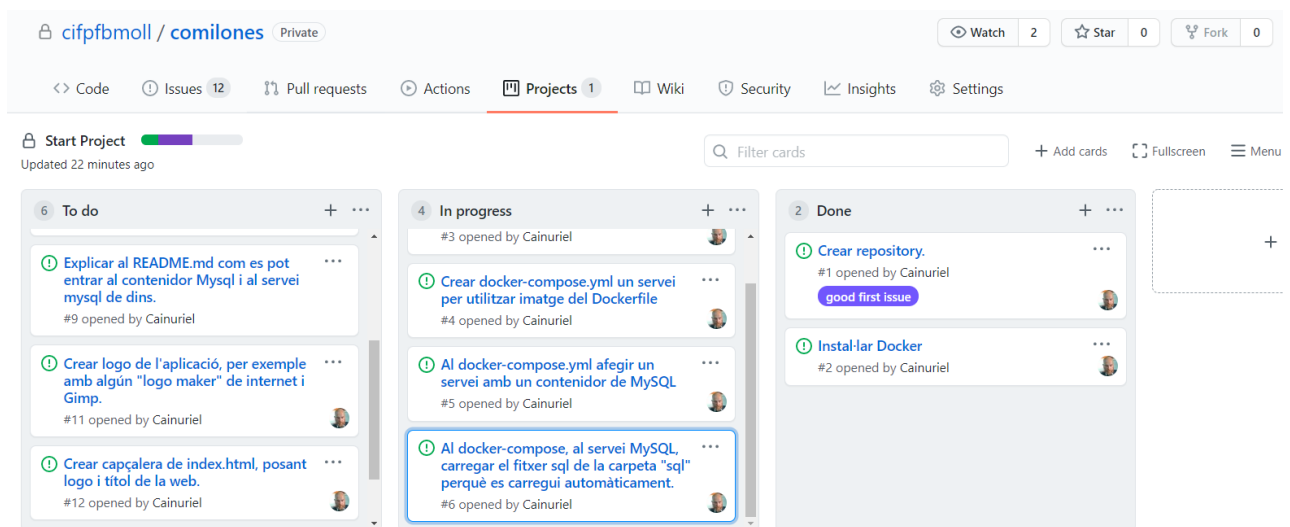 cifpfbmoll / comilones Private
Watch 2 Star 0 Fork 0
Code Issues 12 Pull requests Actions Projects 1 Wiki Security Insights Settings
Start Project
Updated 22 minutes ago
Filter cards
Add cards Fullscreen Menu
6 To do
Explicar al README.md com es pot
entrar al contenidor Mysql i al servei
mysql de dins.
#9 opened by Cainuriel
Crear logo de l'aplicació, per exemple
amb algún "logo maker" de internet i
Gimp.
#11 opened by Cainuriel
Crear capçalera de index.html, posant
logo i títol de la web.
#12 opened by Cainuriel
4 In progress
#3 opened by Cainuriel
Crear docker-compose.yml un servei
per utilitzar imatge del Dockerfile
#4 opened by Cainuriel
Al docker-compose.yml afegir un
servei amb un contenidor de MySQL
#5 opened by Cainuriel
Al docker-compose, al servei MySQL,
carregar el fitxer sql de la carpeta "sql"
perquè es carregui automàticament.
#6 opened by Cainuriel
2 Done
Crear repository.
#1 opened by Cainuriel
good first issue
Instal·lar Docker
#2 opened by Cainuriel